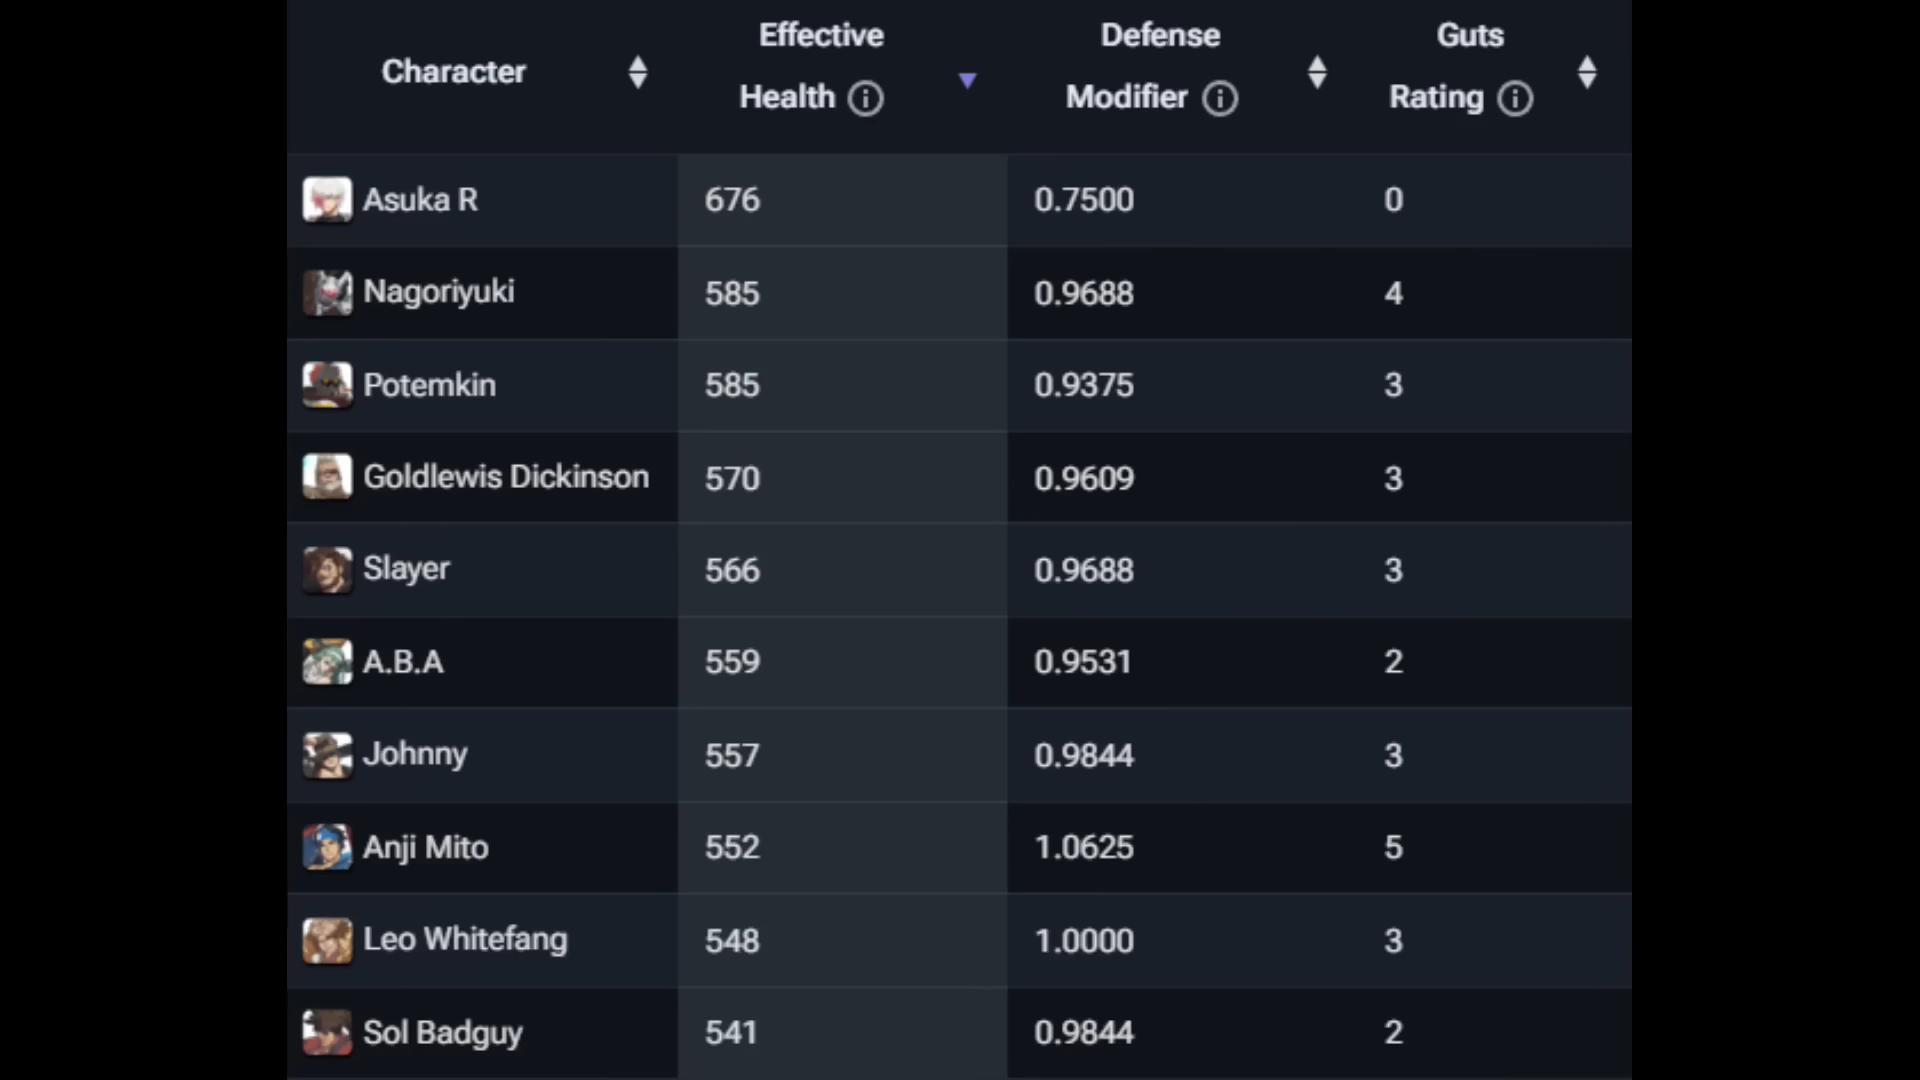 Character Effective Health Defense Modifier Guts Rating
Asuka R 676 0.7500 0
Nagoriyuki 585 0.9688 4
Potemkin 585 0.9375 3
Goldlewis Dickinson 570 0.9609 3
Slayer 566 0.9688 3
A.B.A 559 0.9531 2
Johnny 557 0.9844 3
Anji Mito 552 1.0625 5
Leo Whitefang 548 1.0000 3
Sol Badguy 541 0.9844 2